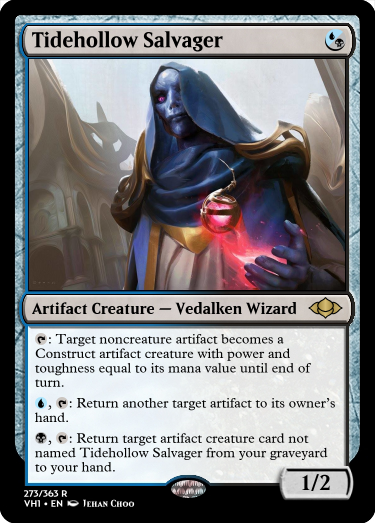 Tidehollow Salvager
Artifact Creature — Vedalken Wizard
: Target noncreature artifact becomes a
Construct artifact creature with power and
toughness equal to its mana value until end of
turn.
, : Return another target artifact to its owner's
hand.
, : Return target artifact creature card not
named Tidehollow Salvager from your graveyard
to your hand.
1/2
273/363 R
VH1 • EN Jehan Choo